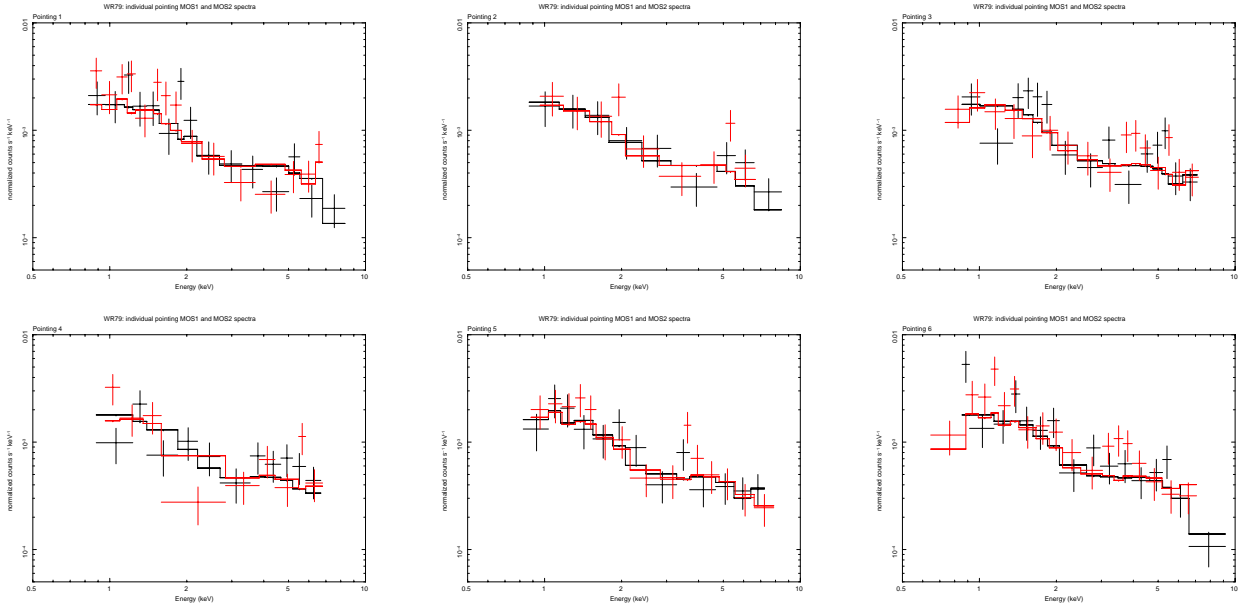 WR79: individual pointing MOS1 and MOS2 spectra
Pointing 1
0.01
10⁻³
10⁻⁴
normalized counts s⁻¹ keV⁻¹
0.5 1 2 5 10
Energy (keV)
WR79: individual pointing MOS1 and MOS2 spectra
Pointing 2
0.01
10⁻³
10⁻⁴
normalized counts s⁻¹ keV⁻¹
0.5 1 2 5 10
Energy (keV)
WR79: individual pointing MOS1 and MOS2 spectra
Pointing 3
0.01
10⁻³
10⁻⁴
normalized counts s⁻¹ keV⁻¹
0.5 1 2 5 10
Energy (keV)
WR79: individual pointing MOS1 and MOS2 spectra
Pointing 4
0.01
10⁻³
10⁻⁴
normalized counts s⁻¹ keV⁻¹
0.5 1 2 5 10
Energy (keV)
WR79: individual pointing MOS1 and MOS2 spectra
Pointing 5
0.01
10⁻³
10⁻⁴
normalized counts s⁻¹ keV⁻¹
0.5 1 2 5 10
Energy (keV)
WR79: individual pointing MOS1 and MOS2 spectra
Pointing 6
0.01
10⁻³
10⁻⁴
normalized counts s⁻¹ keV⁻¹
0.5 1 2 5 10
Energy (keV)